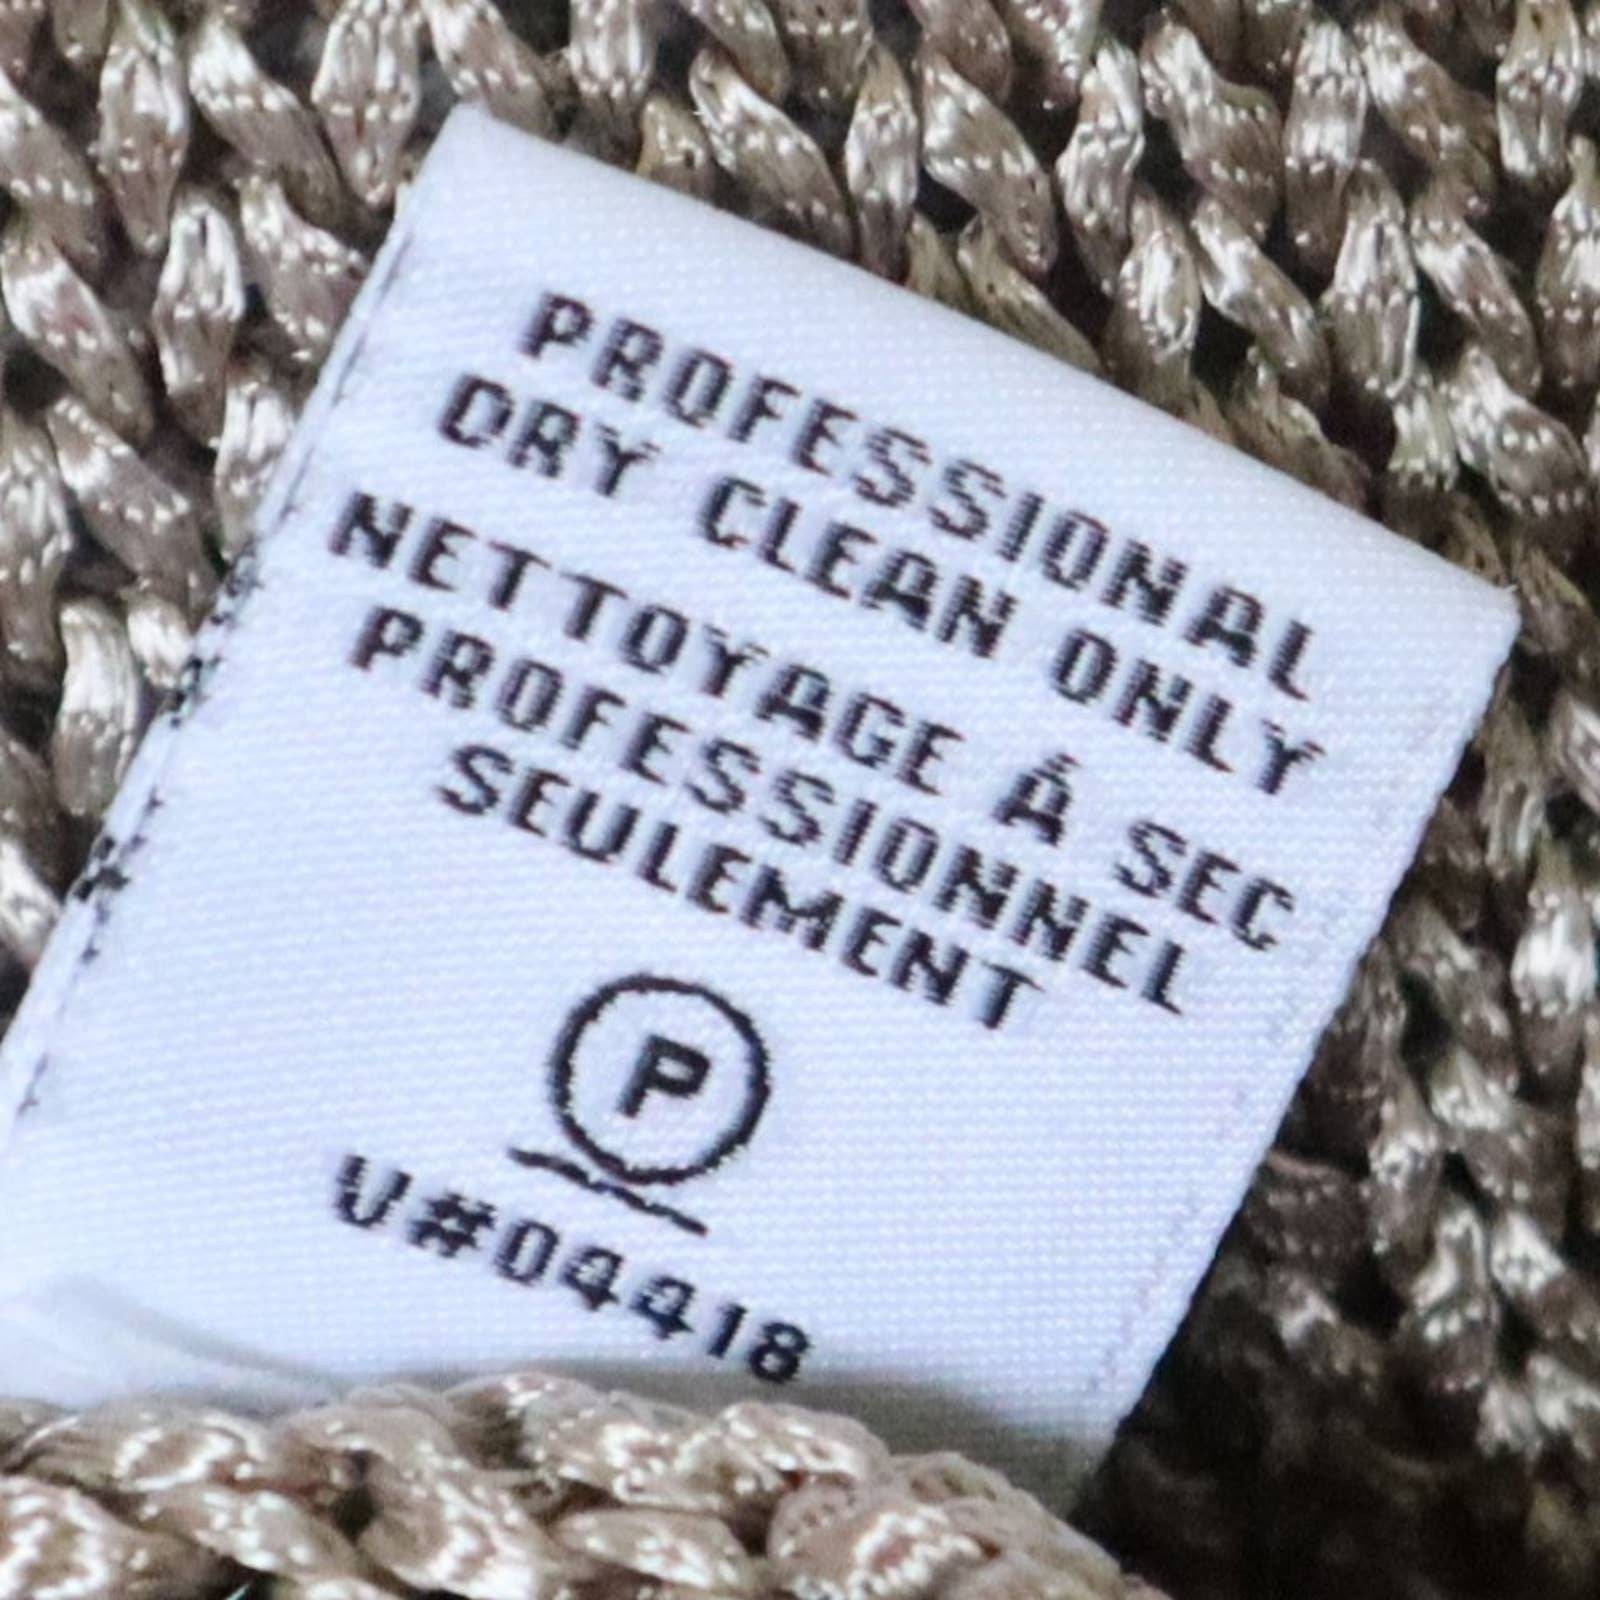 PROFESSIONAL
DRY CLEAN ONLY
NETTOYAGE Á SEC
PROFESSIONNEL
SEULEMENT
P
V#04418